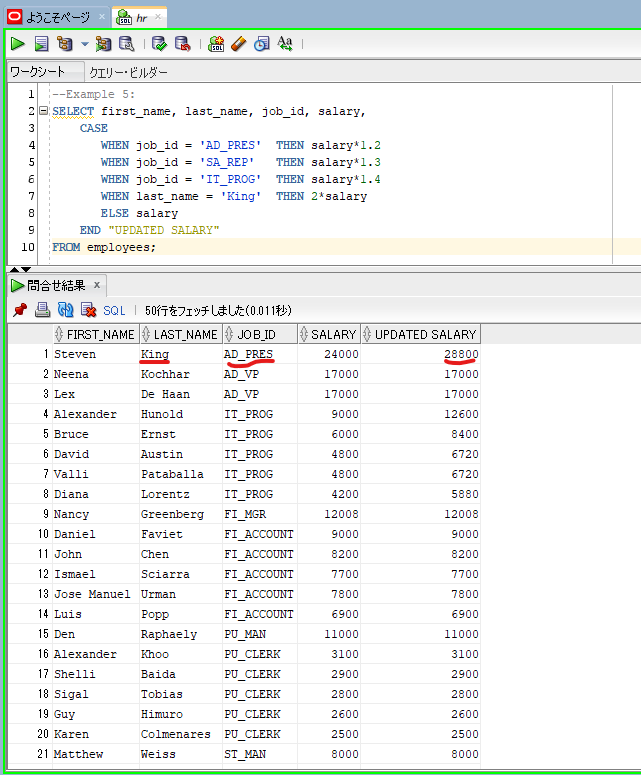 ようこそページ × hr ×
ワークシート クエリー・ビルダー
1 --Example 5:
2 SELECT first_name, last_name, job_id, salary,
3 CASE
4 WHEN job_id = 'AD_PRES' THEN salary*1.2
5 WHEN job_id = 'SA_REP' THEN salary*1.3
6 WHEN job_id = 'IT_PROG' THEN salary*1.4
7 WHEN last_name = 'King' THEN 2*salary
8 ELSE salary
9 END "UPDATED SALARY"
10 FROM employees;
問合せ結果 ×
SQL | 50行をフェッチしました(0.011秒)
FIRST_NAME LAST_NAME JOB_ID SALARY UPDATED SALARY
1 Steven King AD_PRES 24000 28800
2 Neena Kochhar AD_VP 17000 17000
3 Lex De Haan AD_VP 17000 17000
4 Alexander Hunold IT_PROG 9000 12600
5 Bruce Ernst IT_PROG 6000 8400
6 David Austin IT_PROG 4800 6720
7 Valli Pataballa IT_PROG 4800 6720
8 Diana Lorentz IT_PROG 4200 5880
9 Nancy Greenberg FI_MGR 12008 12008
10 Daniel Faviet FI_ACCOUNT 9000 9000
11 John Chen FI_ACCOUNT 8200 8200
12 Ismael Sciarra FI_ACCOUNT 7700 7700
13 Jose Manuel Urman FI_ACCOUNT 7800 7800
14 Luis Popp FI_ACCOUNT 6900 6900
15 Den Raphaely PU_MAN 11000 11000
16 Alexander Khoo PU_CLERK 3100 3100
17 Shelli Baida PU_CLERK 2900 2900
18 Sigal Tobias PU_CLERK 2800 2800
19 Guy Himuro PU_CLERK 2600 2600
20 Karen Colmenares PU_CLERK 2500 2500
21 Matthew Weiss ST_MAN 8000 8000